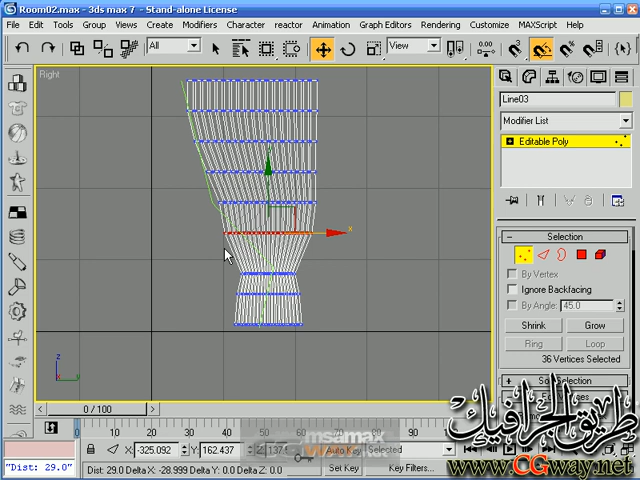 Room02.max - 3ds max 7 - Stand-alone License
File Edit Tools Group Views Create Modifiers Character reactor Animation Graph Editors Rendering Customize MAXScript Help
All
View
0.00
3
Right
x
z
Line03
Modifier List
Editable Poly
Selection
By Vertex
Ignore Backfacing
By Angle: 45.0
Shrink Grow
Ring Loop
36 Vertices Selected
0 / 100
0 10 20 30 40 50 60 70 80 90 100
X: -325.092 Y: 162.437 Z:
Auto Key Selected
"Dist: 29.0"
Dist: 29.0 Delta X: -28.999 Delta Y: 0.0 Delta Z: 0.0
Set Key Key Filters...
msamax
طريق الجرافيك
www.CGway.net